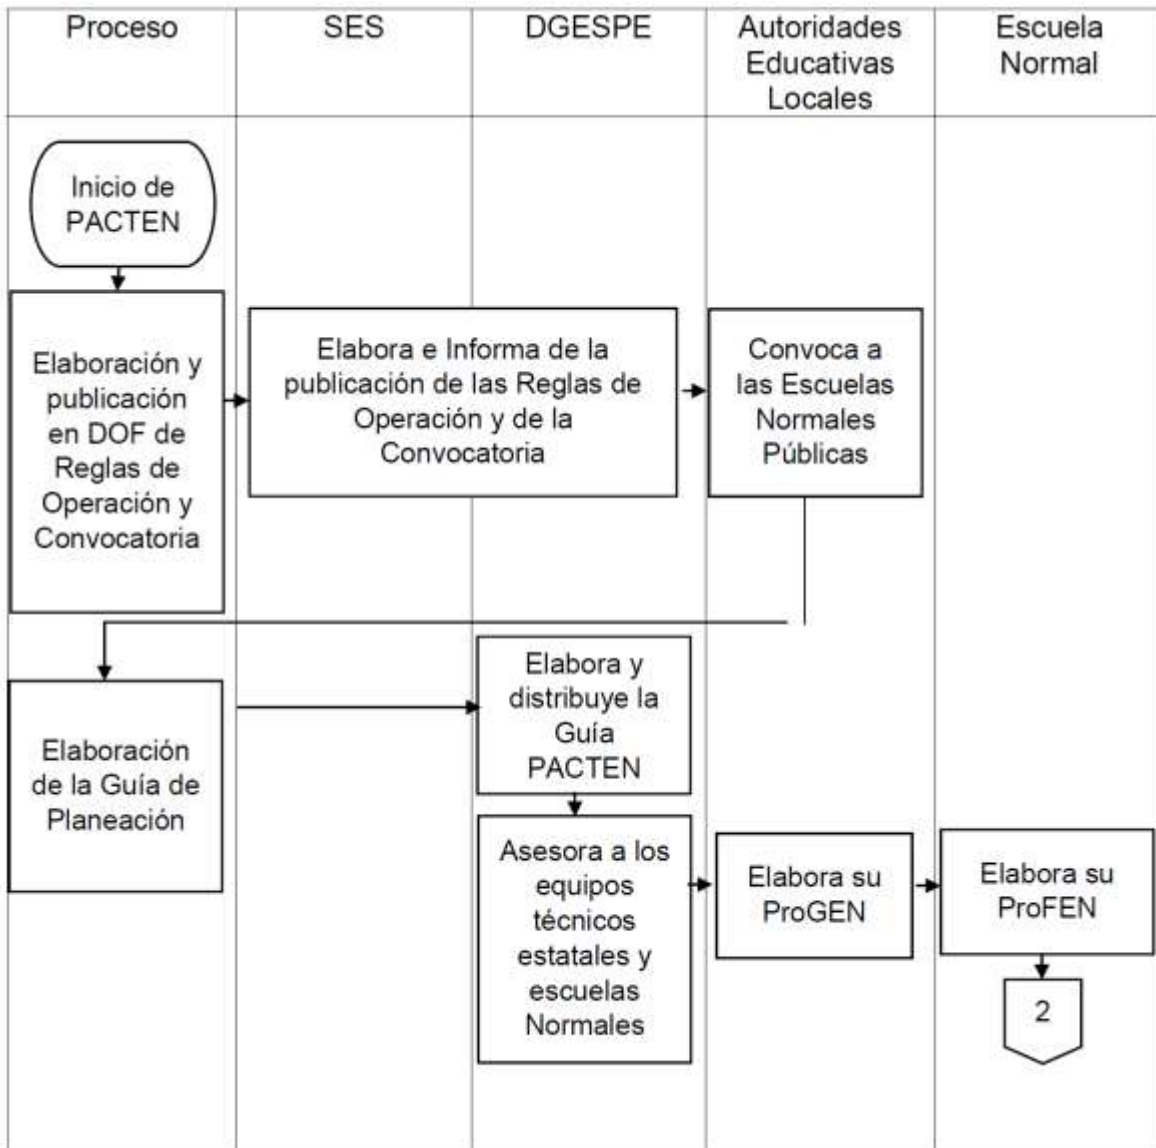 Proceso
SES
DGESPE
Autoridades
Educativas
Locales
Escuela
Normal
Inicio de
PACTEN
Elaboración y
publicación
en DOF de
Reglas de
Operación y
Convocatoria
Elabora e Informa de la
publicación de las Reglas de
Operación y de la
Convocatoria
Convoca a
las Escuelas
Normales
Públicas
Elaboración
de la Guía de
Planeación
Elabora y
distribuye la
Guía
PACTEN
Asesora a los
equipos
técnicos
estatales y
escuelas
Normales
Elabora su
ProGEN
Elabora su
ProFEN
2